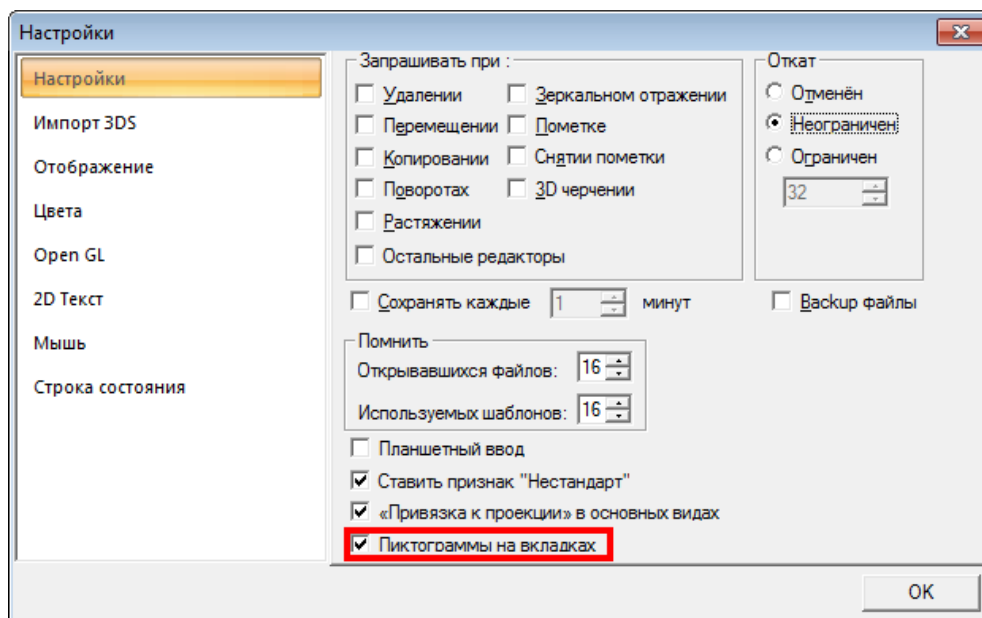 Настройки
Настройки
Импорт 3DS
Отображение
Цвета
Open GL
2D Текст
Мышь
Строка состояния
Запрашивать при :
Удалении Зеркальном отражении
Перемещении Пометке
Копировании Снятии пометки
Поворотах 3D черчении
Растяжении
Остальные редакторы
Откат
Отменён
Неограничен
Ограничен
32
Сохранять каждые 1 минут Backup файлы
Помнить
Открывавшихся файлов: 16
Используемых шаблонов: 16
Планшетный ввод
Ставить признак "Нестандарт"
«Привязка к проекции» в основных видах
Пиктограммы на вкладках
OK